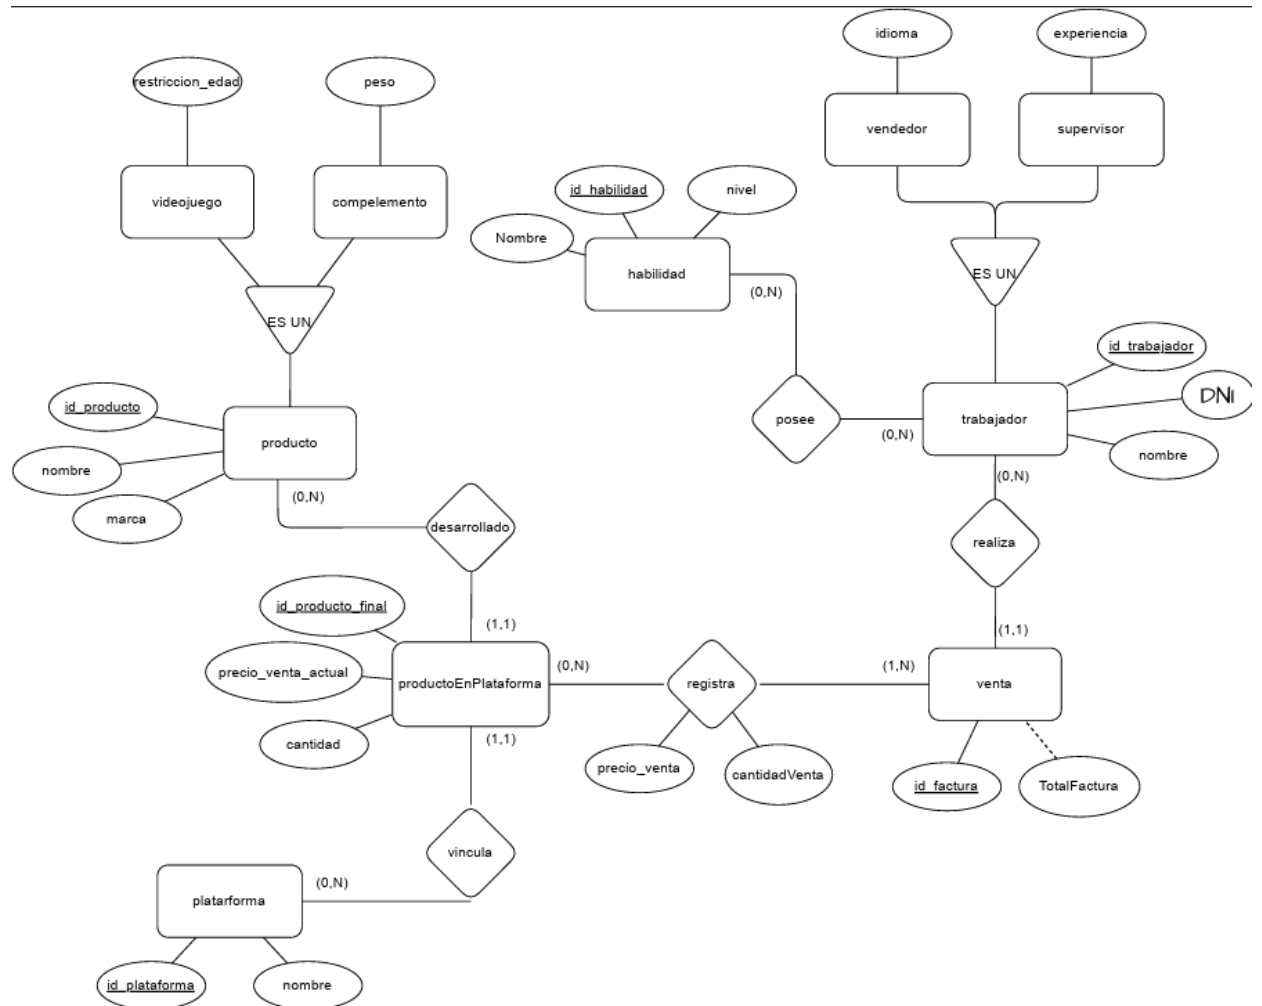 idioma
experiencia
restriccion_edad
peso
vendedor
supervisor
id_habilidad
nivel
videojuego
compelemento
Nombre
habilidad
ES UN
(0,N)
ES UN
id_trabajador
DNi
id_producto
trabajador
posee
(0,N)
producto
nombre
nombre
(0,N)
(0,N)
marca
desarrollado
realiza
id_producto_final
(1,1)
(1,1)
precio_venta_actual
productoEnPlataforma
(0,N)
registra
(1,N)
venta
cantidad
(1,1)
precio_venta
cantidadVenta
id_factura
TotalFactura
vincula
(0,N)
platarforma
id_plataforma
nombre